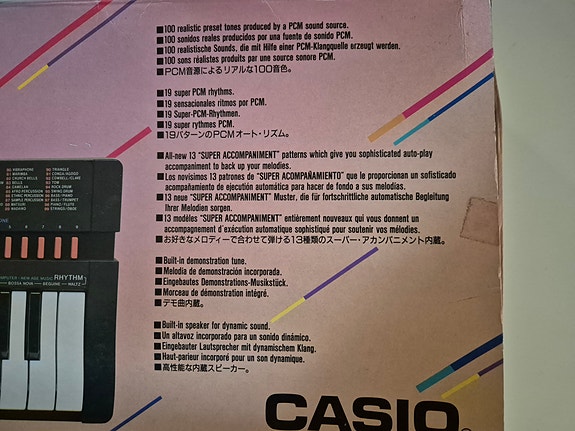 ■100 realistic preset tones produced by a PCM sound source.
■100 sonidos reales producidos por una fuente de sonido PCM.
■100 realistische Sounds, die mit Hilfe einer PCM-Klangquelle erzeugt werden.
■100 sons réalistes produits par une source sonore PCM.
■PCM音源によるリアルな100音色。
■19 super PCM rhythms.
■19 sensacionales ritmos por PCM.
■19 Super-PCM-Rhythmen.
■19 super rythmes PCM.
■19パターンのPCMオート・リズム。
■All-new 13 "SUPER ACCOMPANIMENT" patterns which give you sophisticated auto-play
accompaniment to back up your melodies.
■Los novísimos 13 patrones de "SUPER ACOMPAÑAMIENTO" que le proporcionan un sofisticado
acompañamiento de ejecución automática para hacer de fondo a sus melodías.
■13 neue "SUPER ACCOMPANIMENT" Muster, die für fortschrittliche automatische Begleitung
Ihrer Melodien sorgen.
■13 modèles "SUPER ACCOMPANIMENT" entièrement nouveaux qui vous donnent un
accompagnement d'exécution automatique sophistiqué pour soutenir vos mélodies.
■お好きなメロディーで合わせて弾ける13種類のスーパー・アカンパニメント内蔵。
■Built-in demonstration tune.
■Melodía de demostración incorporada.
■Eingebautes Demonstrations-Musikstück.
■Morceau de démonstration intégré.
■デモ曲内蔵。
■Built-in speaker for dynamic sound.
■Un altavoz incorporado para un sonido dinámico.
■Eingebauter Lautsprecher mit dynamischem Klang.
■Haut-parleur incorporé pour un son dynamique.
■高性能な内蔵スピーカー。
RHYTHM
BOSSA NOVA BEGUINE WALTZ
CASIO